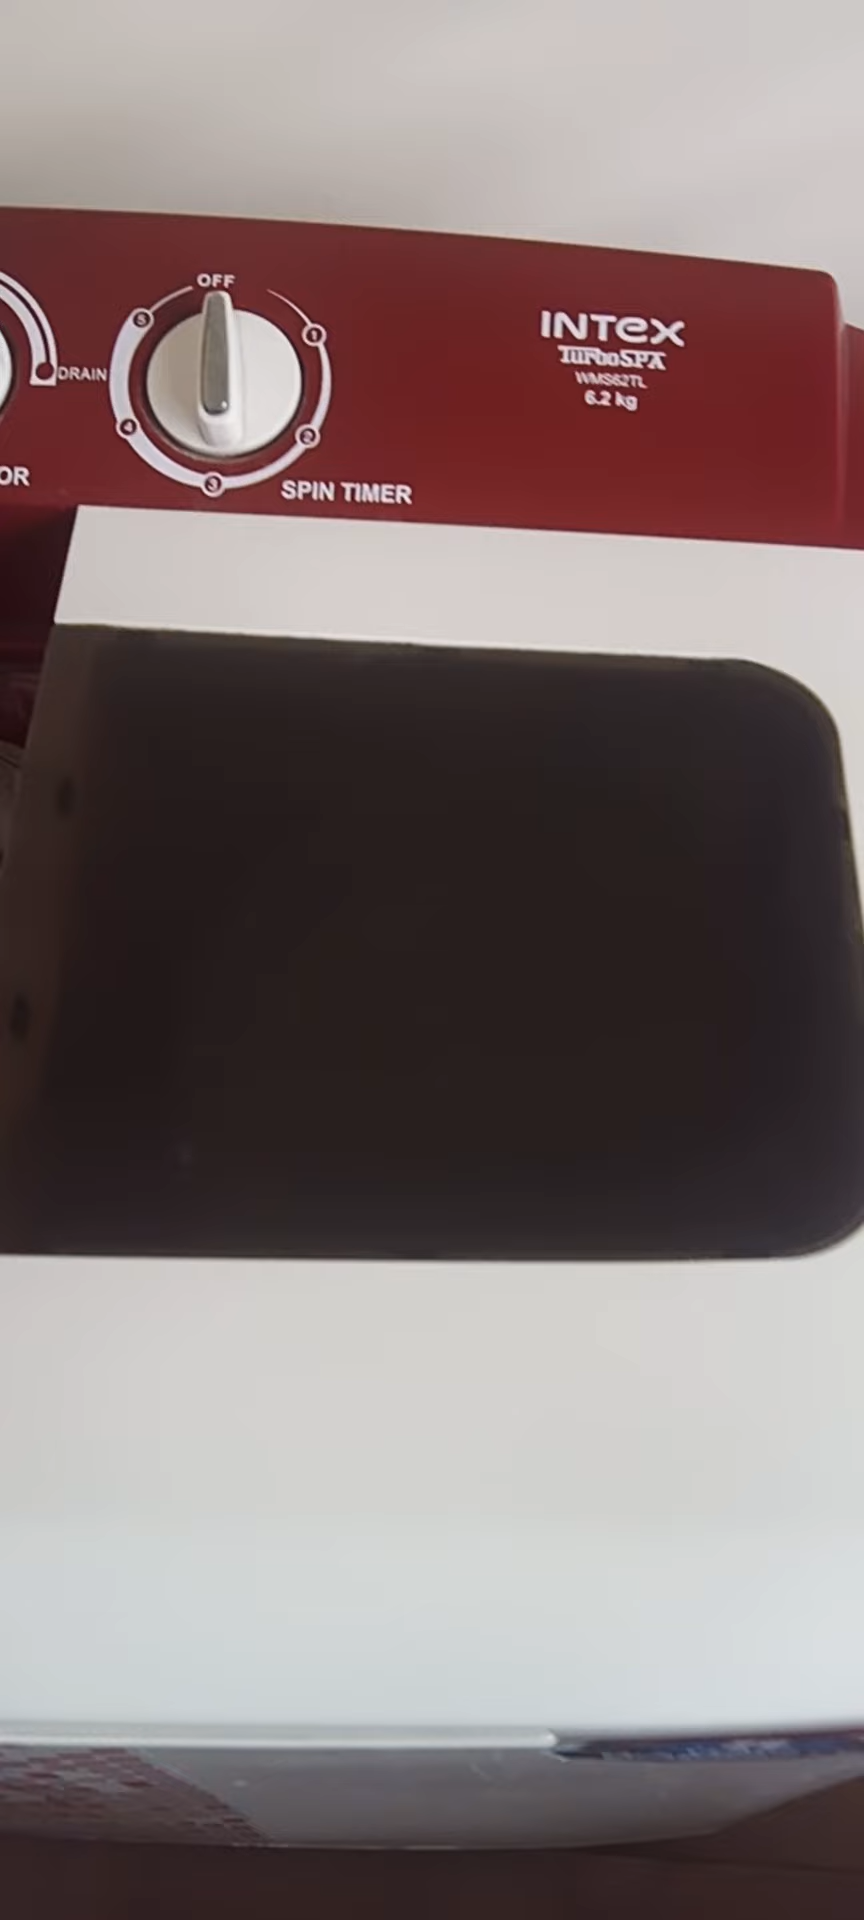 OFF
5
1
DRAIN
4
2
3
OR
SPIN TIMER
INTEX
TurboSPA
WMS62TL
6.2 kg